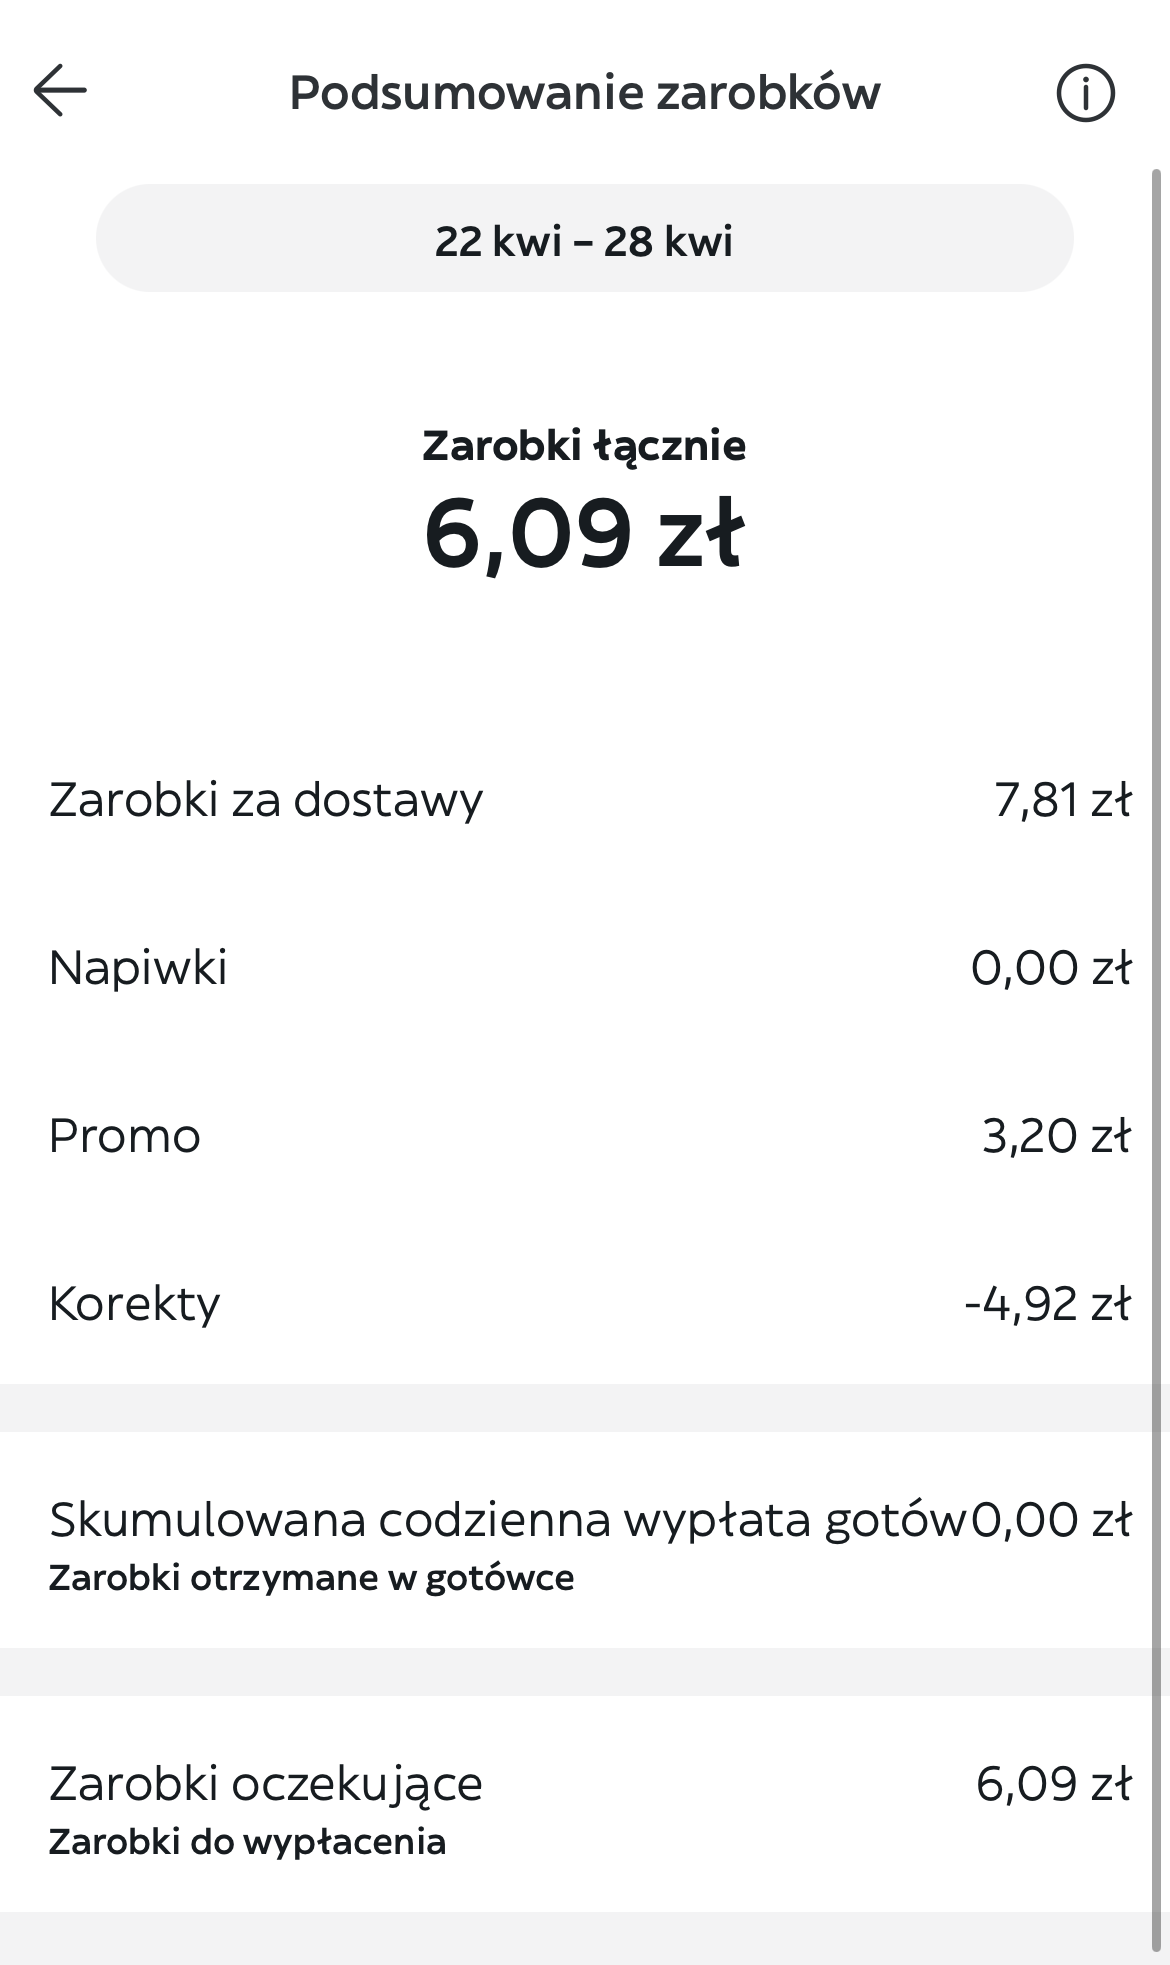 Podsumowanie zarobków
22 kwi – 28 kwi
Zarobki łącznie
6,09 zł
Zarobki za dostawy 7,81 zł
Napiwki 0,00 zł
Promo 3,20 zł
Korekty -4,92 zł
Skumulowana codzienna wypłata gotów0,00 zł
Zarobki otrzymane w gotówce
Zarobki oczekujące 6,09 zł
Zarobki do wypłacenia